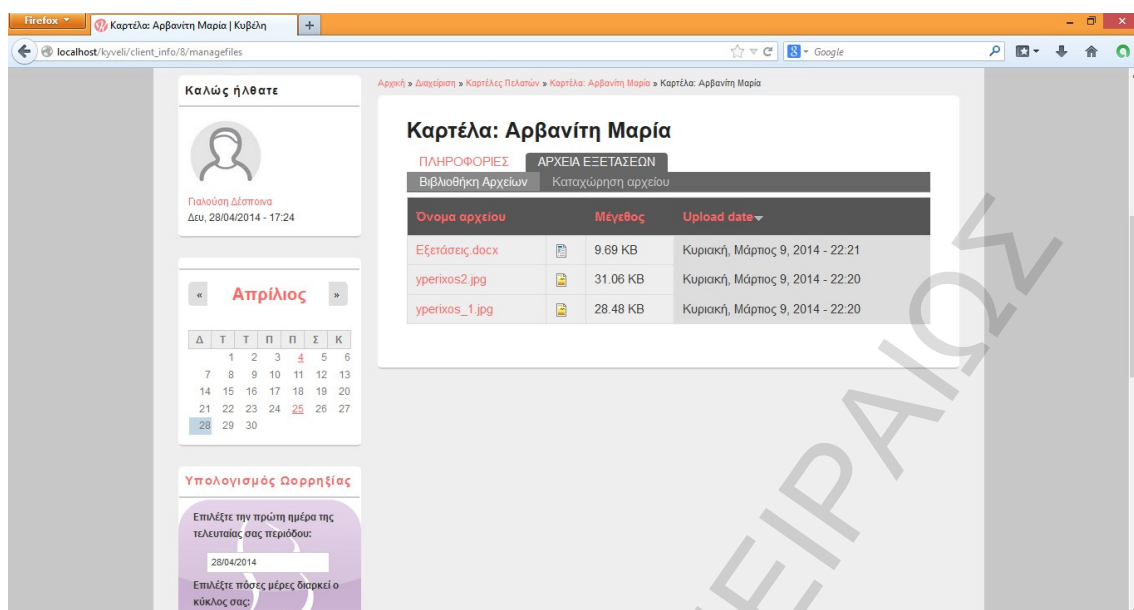 Firefox
Καρτέλα: Αρβανίτη Μαρία | Κυβέλη
localhost/kyveli/client_info/8/managefiles
Google
Καλώς ήλθατε
Γιαλούση Δέσποινα
Δευ, 28/04/2014 - 17:24
« Απρίλιος »
Δ Τ Τ Π Π Σ Κ
1 2 3 4 5 6
7 8 9 10 11 12 13
14 15 16 17 18 19 20
21 22 23 24 25 26 27
28 29 30
Υπολογισμός Ωορρηξίας
Επιλέξτε την πρώτη ημέρα της
τελευταίας σας περιόδου:
28/04/2014
Επιλέξτε πόσες μέρες διαρκεί ο
κύκλος σας:
Αρχική » Διαχείριση » Καρτέλες Πελατών » Καρτέλα: Αρβανίτη Μαρία » Καρτέλα: Αρβανίτη Μαρία
Καρτέλα: Αρβανίτη Μαρία
ΠΛΗΡΟΦΟΡΙΕΣ ΑΡΧΕΙΑ ΕΞΕΤΑΣΕΩΝ
Βιβλιοθήκη Αρχείων Καταχώρηση αρχείου
Όνομα αρχείου Μέγεθος Upload date
Εξετάσεις.docx 9.69 KB Κυριακή, Μάρτιος 9, 2014 - 22:21
yperixos2.jpg 31.06 KB Κυριακή, Μάρτιος 9, 2014 - 22:20
yperixos_1.jpg 28.48 KB Κυριακή, Μάρτιος 9, 2014 - 22:20
ΕΙΡΑΙΩΣ